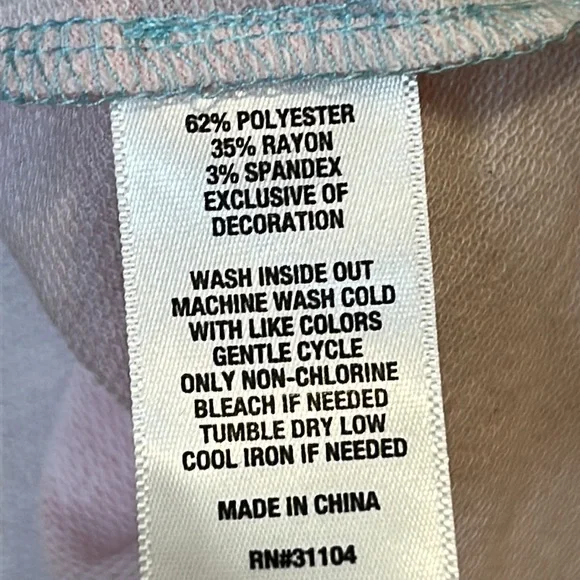 62% POLYESTER
35% RAYON
3% SPANDEX
EXCLUSIVE OF
DECORATION
WASH INSIDE OUT
MACHINE WASH COLD
WITH LIKE COLORS
GENTLE CYCLE
ONLY NON-CHLORINE
BLEACH IF NEEDED
TUMBLE DRY LOW
COOL IRON IF NEEDED
MADE IN CHINA
RN#31104